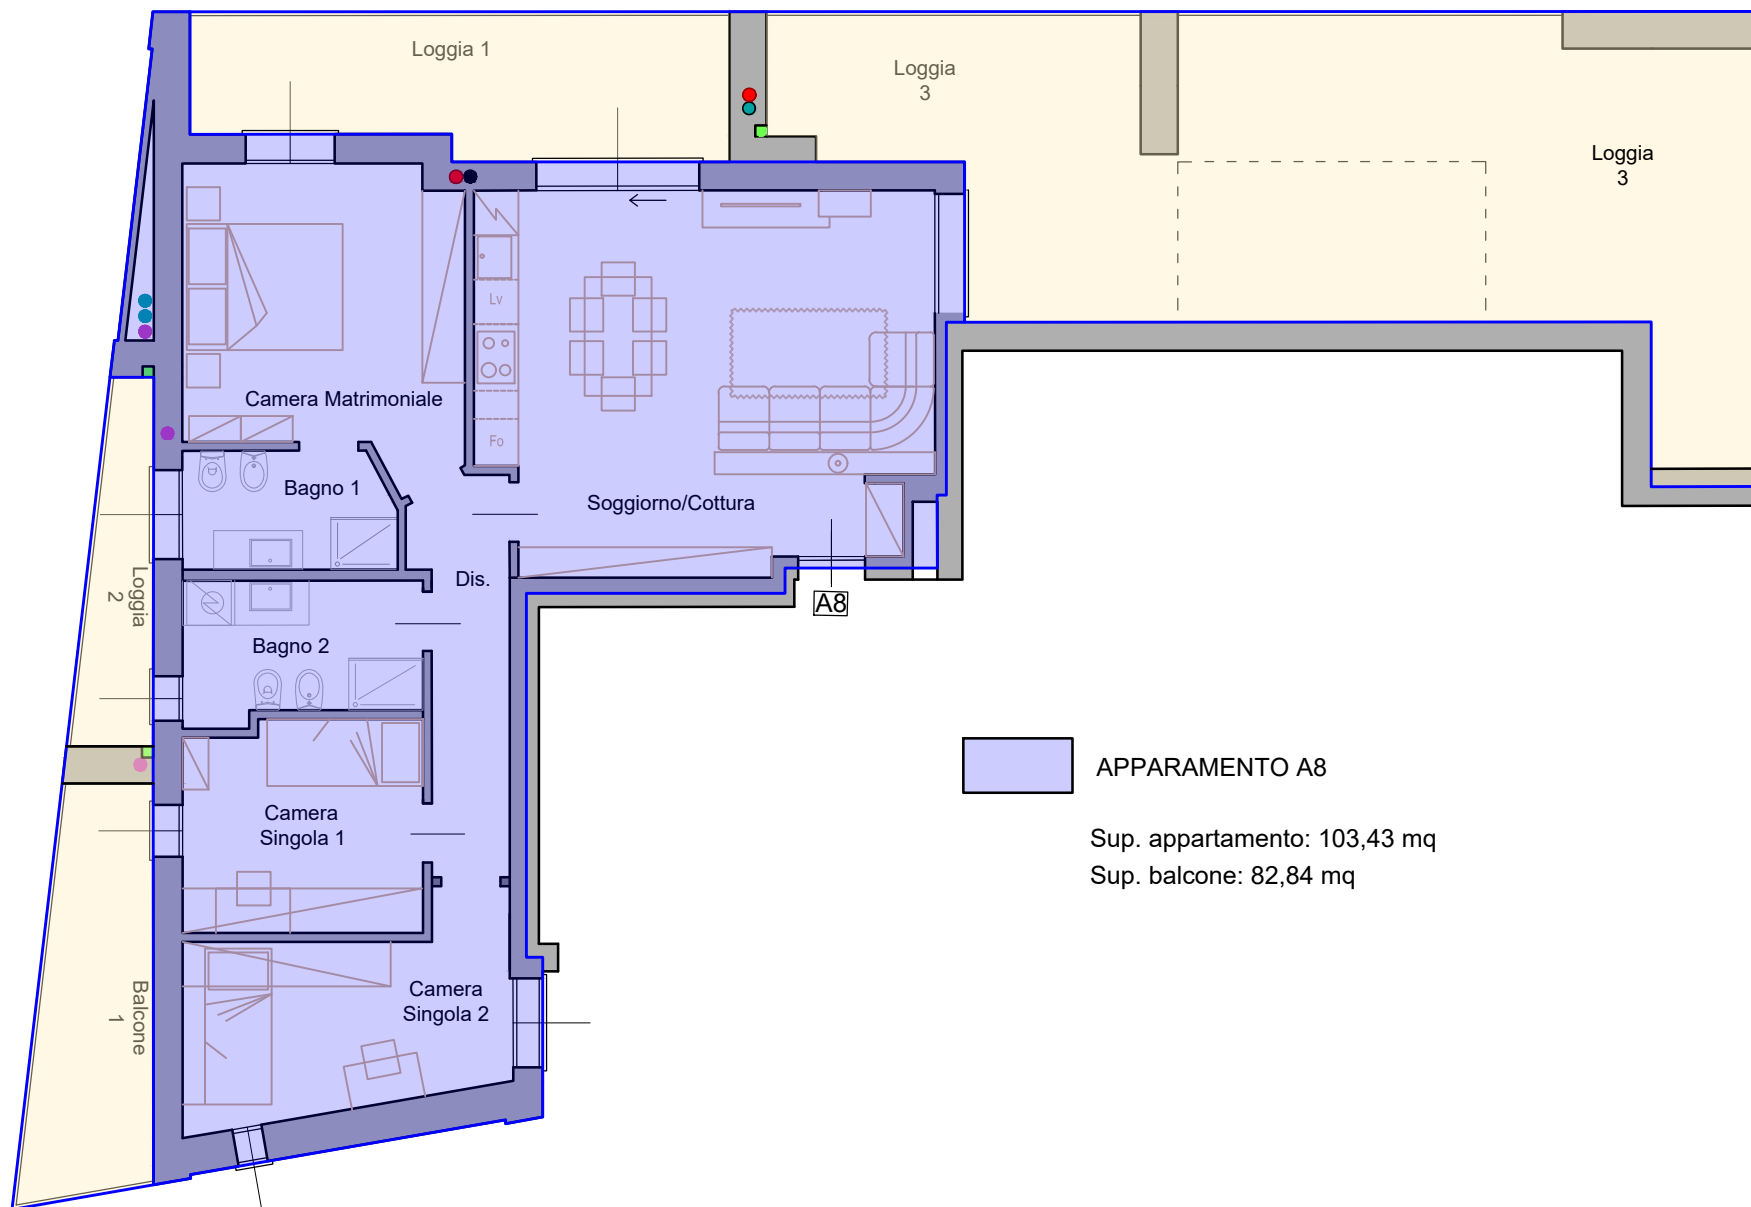 Loggia 1
Loggia
3
Loggia
3
Lv
Camera Matrimoniale
Fo
Bagno 1
Soggiorno/Cottura
Dis.
Loggia
2
A8
Bagno 2
APPARAMENTO A8
Camera
Singola 1
Sup. appartamento: 103,43 mq
Sup. balcone: 82,84 mq
Camera
Singola 2
Balcone
1